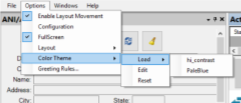 File Options Windows Help
Enable Layout Movement
Configuration
Act
FullScreen
Layout
Color Theme Load hi_contrast
Greeting Rules... Edit PaleBlue
Name: Reset
Address:
City: State: